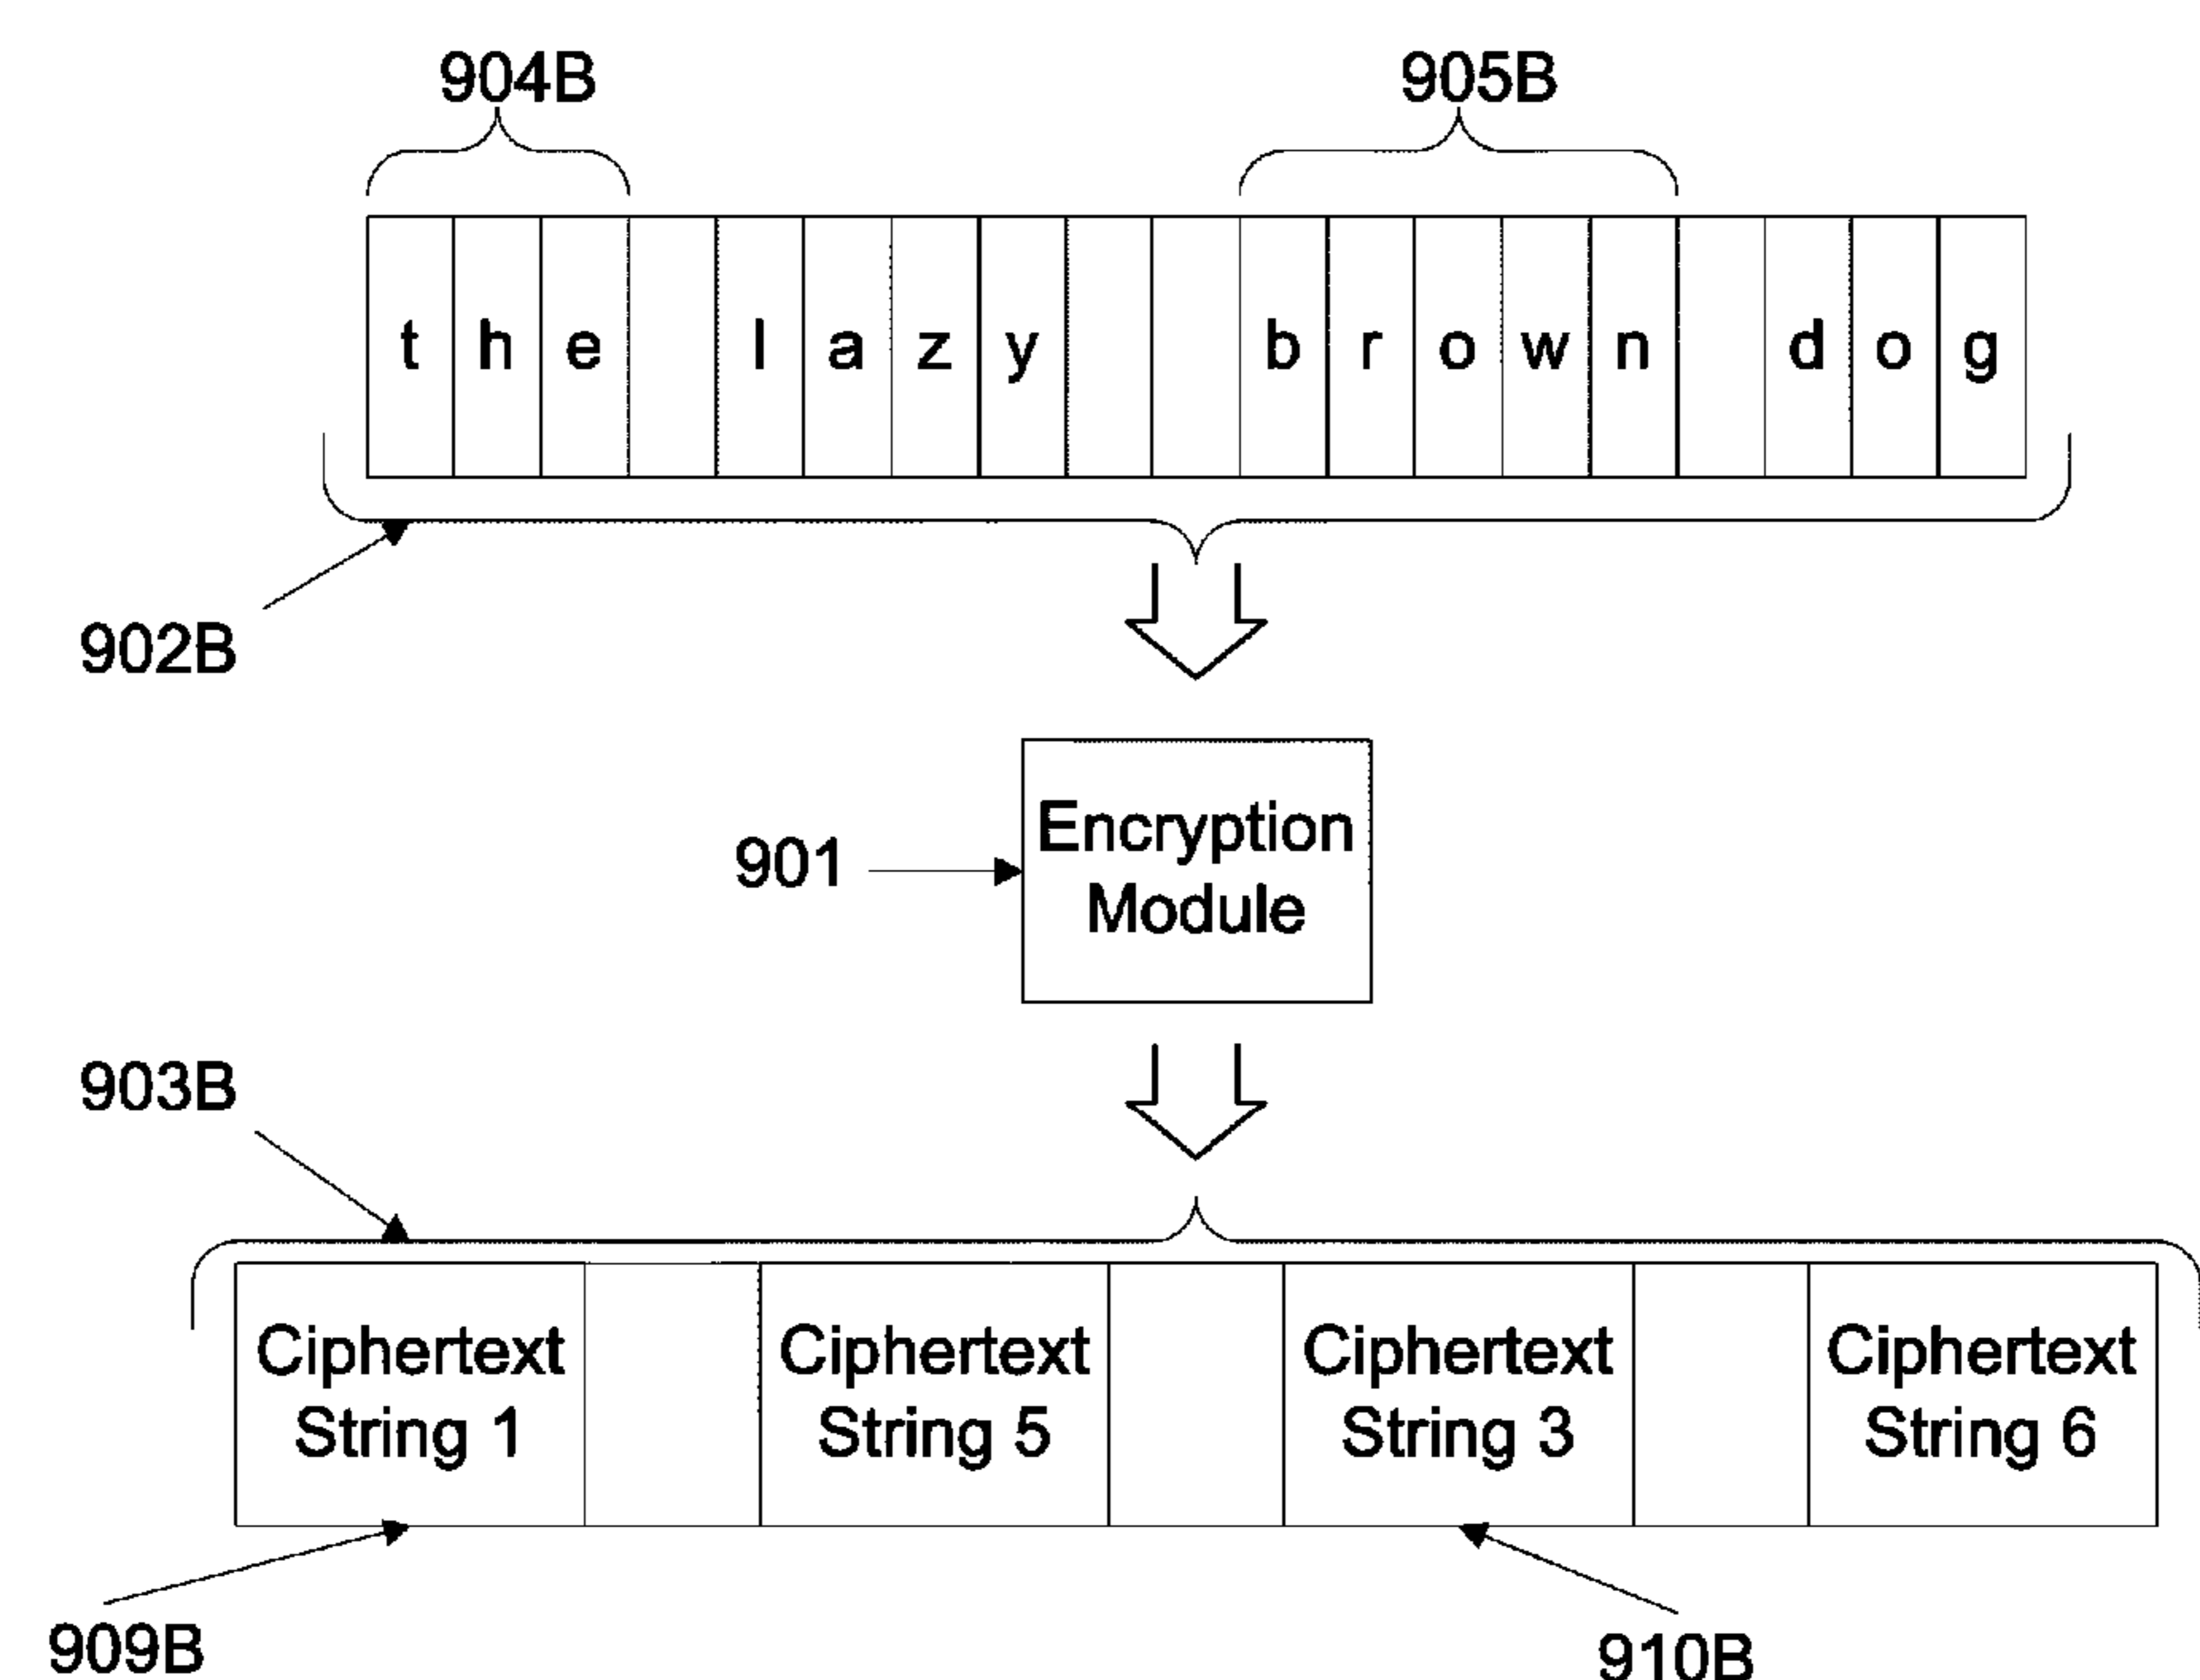 904B 905B
t h e l a z y b r o w n d o g
902B
Encryption
Module
901
903B
Ciphertext
String 1
Ciphertext
String 5
Ciphertext
String 3
Ciphertext
String 6
909B
910B